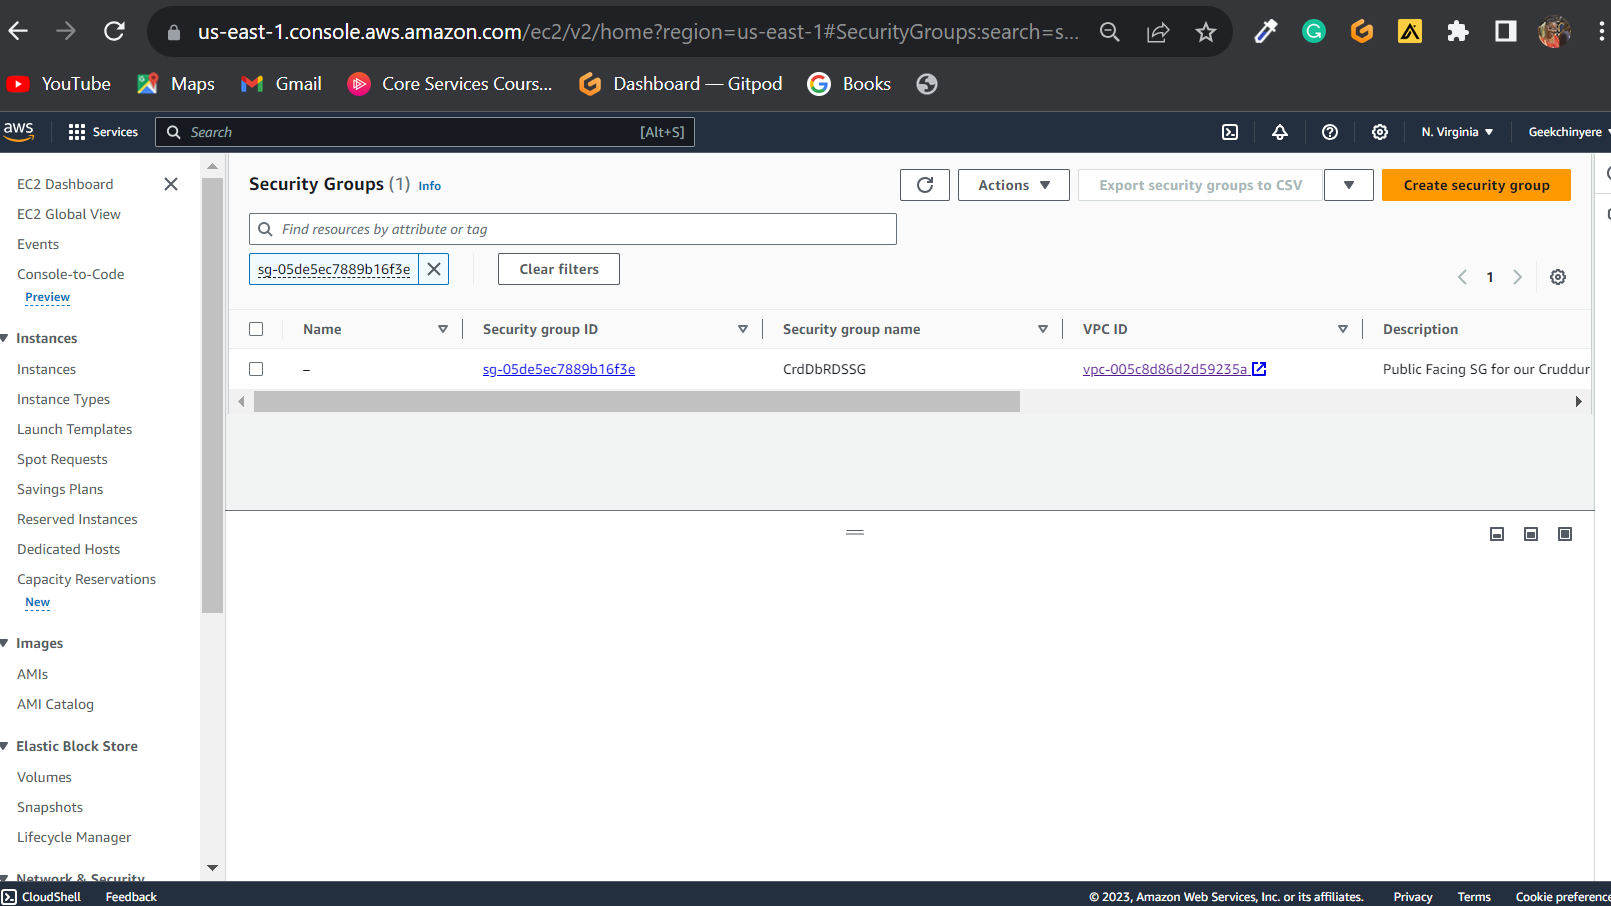 us-east-1.console.aws.amazon.com/ec2/v2/home?region=us-east-1#SecurityGroups:search=s...
YouTube Maps Gmail Core Services Cours... Dashboard — Gitpod Books
aws Services Search [Alt+S] N. Virginia Geekchinyere
EC2 Dashboard
EC2 Global View
Events
Console-to-Code
Preview
Instances
Instances
Instance Types
Launch Templates
Spot Requests
Savings Plans
Reserved Instances
Dedicated Hosts
Capacity Reservations
New
Images
AMIs
AMI Catalog
Elastic Block Store
Volumes
Snapshots
Lifecycle Manager
Network & Security
Security Groups (1) Info
Actions Export security groups to CSV Create security group
Find resources by attribute or tag
sg-05de5ec7889b16f3e Clear filters
1
Name Security group ID Security group name VPC ID Description
– sg-05de5ec7889b16f3e CrdDbRDSSG vpc-005c8d86d2d59235a Public Facing SG for our Cruddur
CloudShell Feedback © 2023, Amazon Web Services, Inc. or its affiliates. Privacy Terms Cookie preference